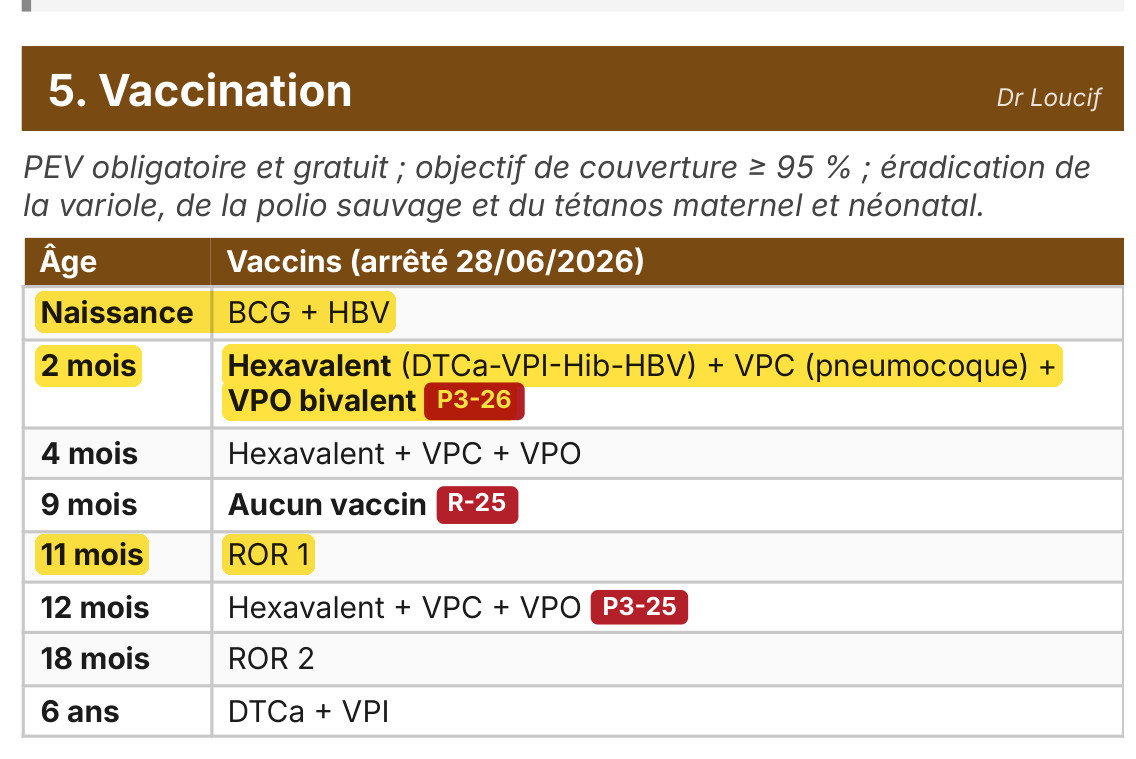 5. Vaccination
Dr Loucif
PEV obligatoire et gratuit ; objectif de couverture ≥ 95 % ; éradication de
la variole, de la polio sauvage et du tétanos maternel et néonatal.
Âge Vaccins (arrêté 28/06/2026)
Naissance BCG + HBV
2 mois Hexavalent (DTCa-VPI-Hib-HBV) + VPC (pneumocoque) +
VPO bivalent P3-26
4 mois Hexavalent + VPC + VPO
9 mois Aucun vaccin R-25
11 mois ROR 1
12 mois Hexavalent + VPC + VPO P3-25
18 mois ROR 2
6 ans DTCa + VPI